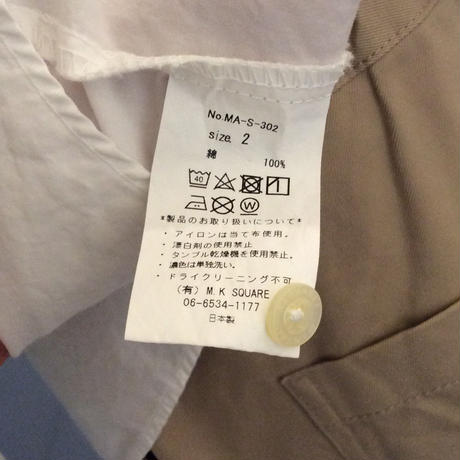 No.MA-S-302
size. 2
綿 100%
40
W
*製品のお取り扱いについて*
・アイロンは当て布使用。
・漂白剤の使用禁止
・タンブル乾燥機を使用禁止。
・濃色は単独洗い。
・ドライクリーニング不可
(有) M.K SQUARE
06-6534-1177
日本製